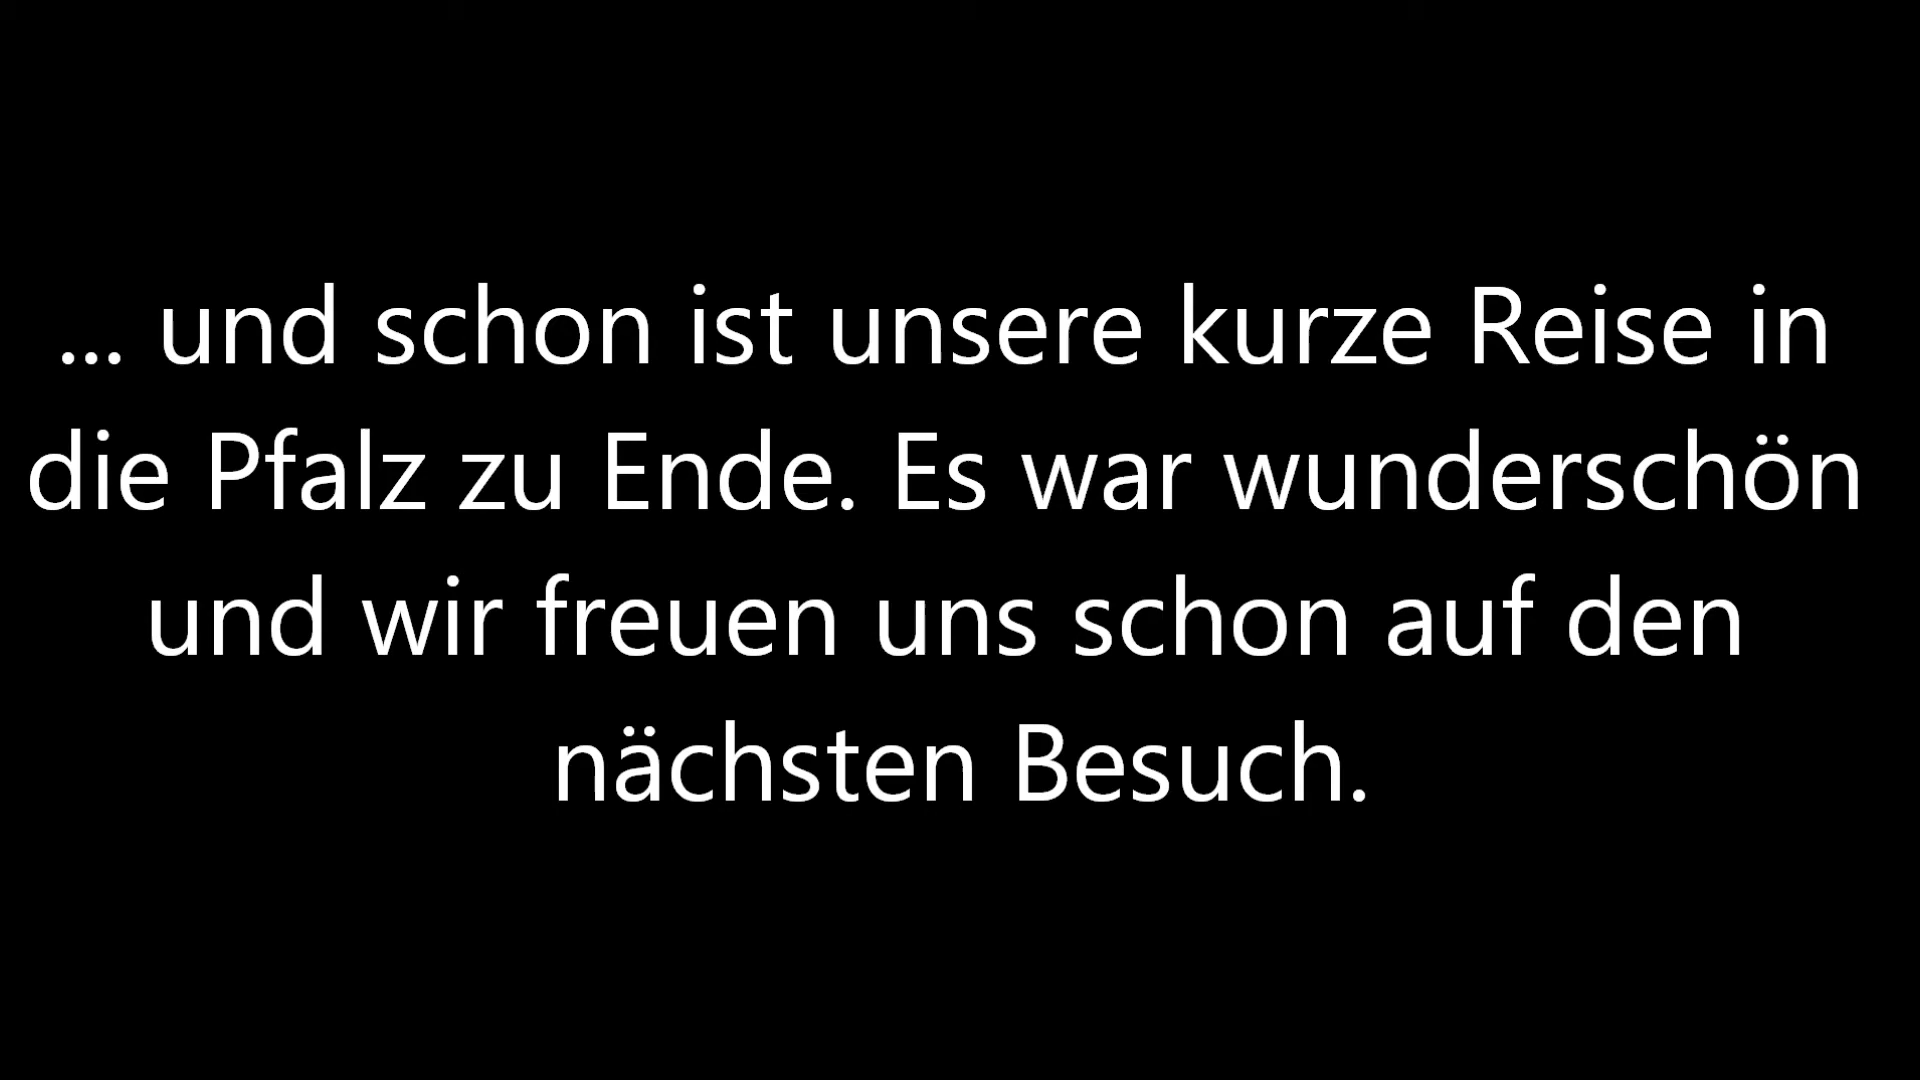 ... und schon ist unsere kurze Reise in
die Pfalz zu Ende. Es war wunderschön
und wir freuen uns schon auf den
nächsten Besuch.